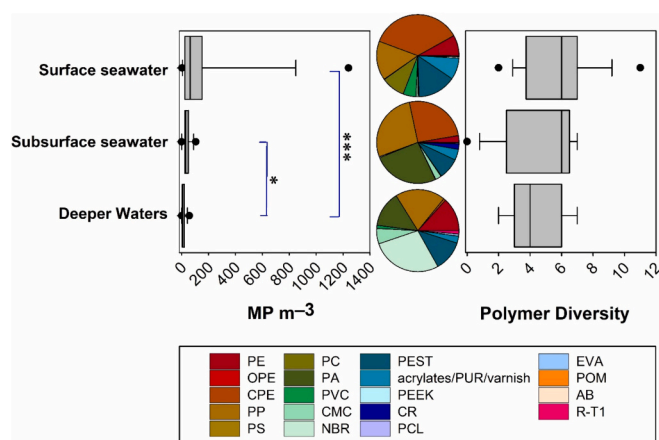 Surface seawater
Subsurface seawater
Deeper Waters
***
*
0 200 400 600 800 1000 1200 1400
0 2 4 6 8 10 12
MP m–3
Polymer Diversity
PE PC PEST EVA
OPE PA acrylates/PUR/varnish POM
CPE PVC PEEK AB
PP CMC CR R-T1
PS NBR PCL